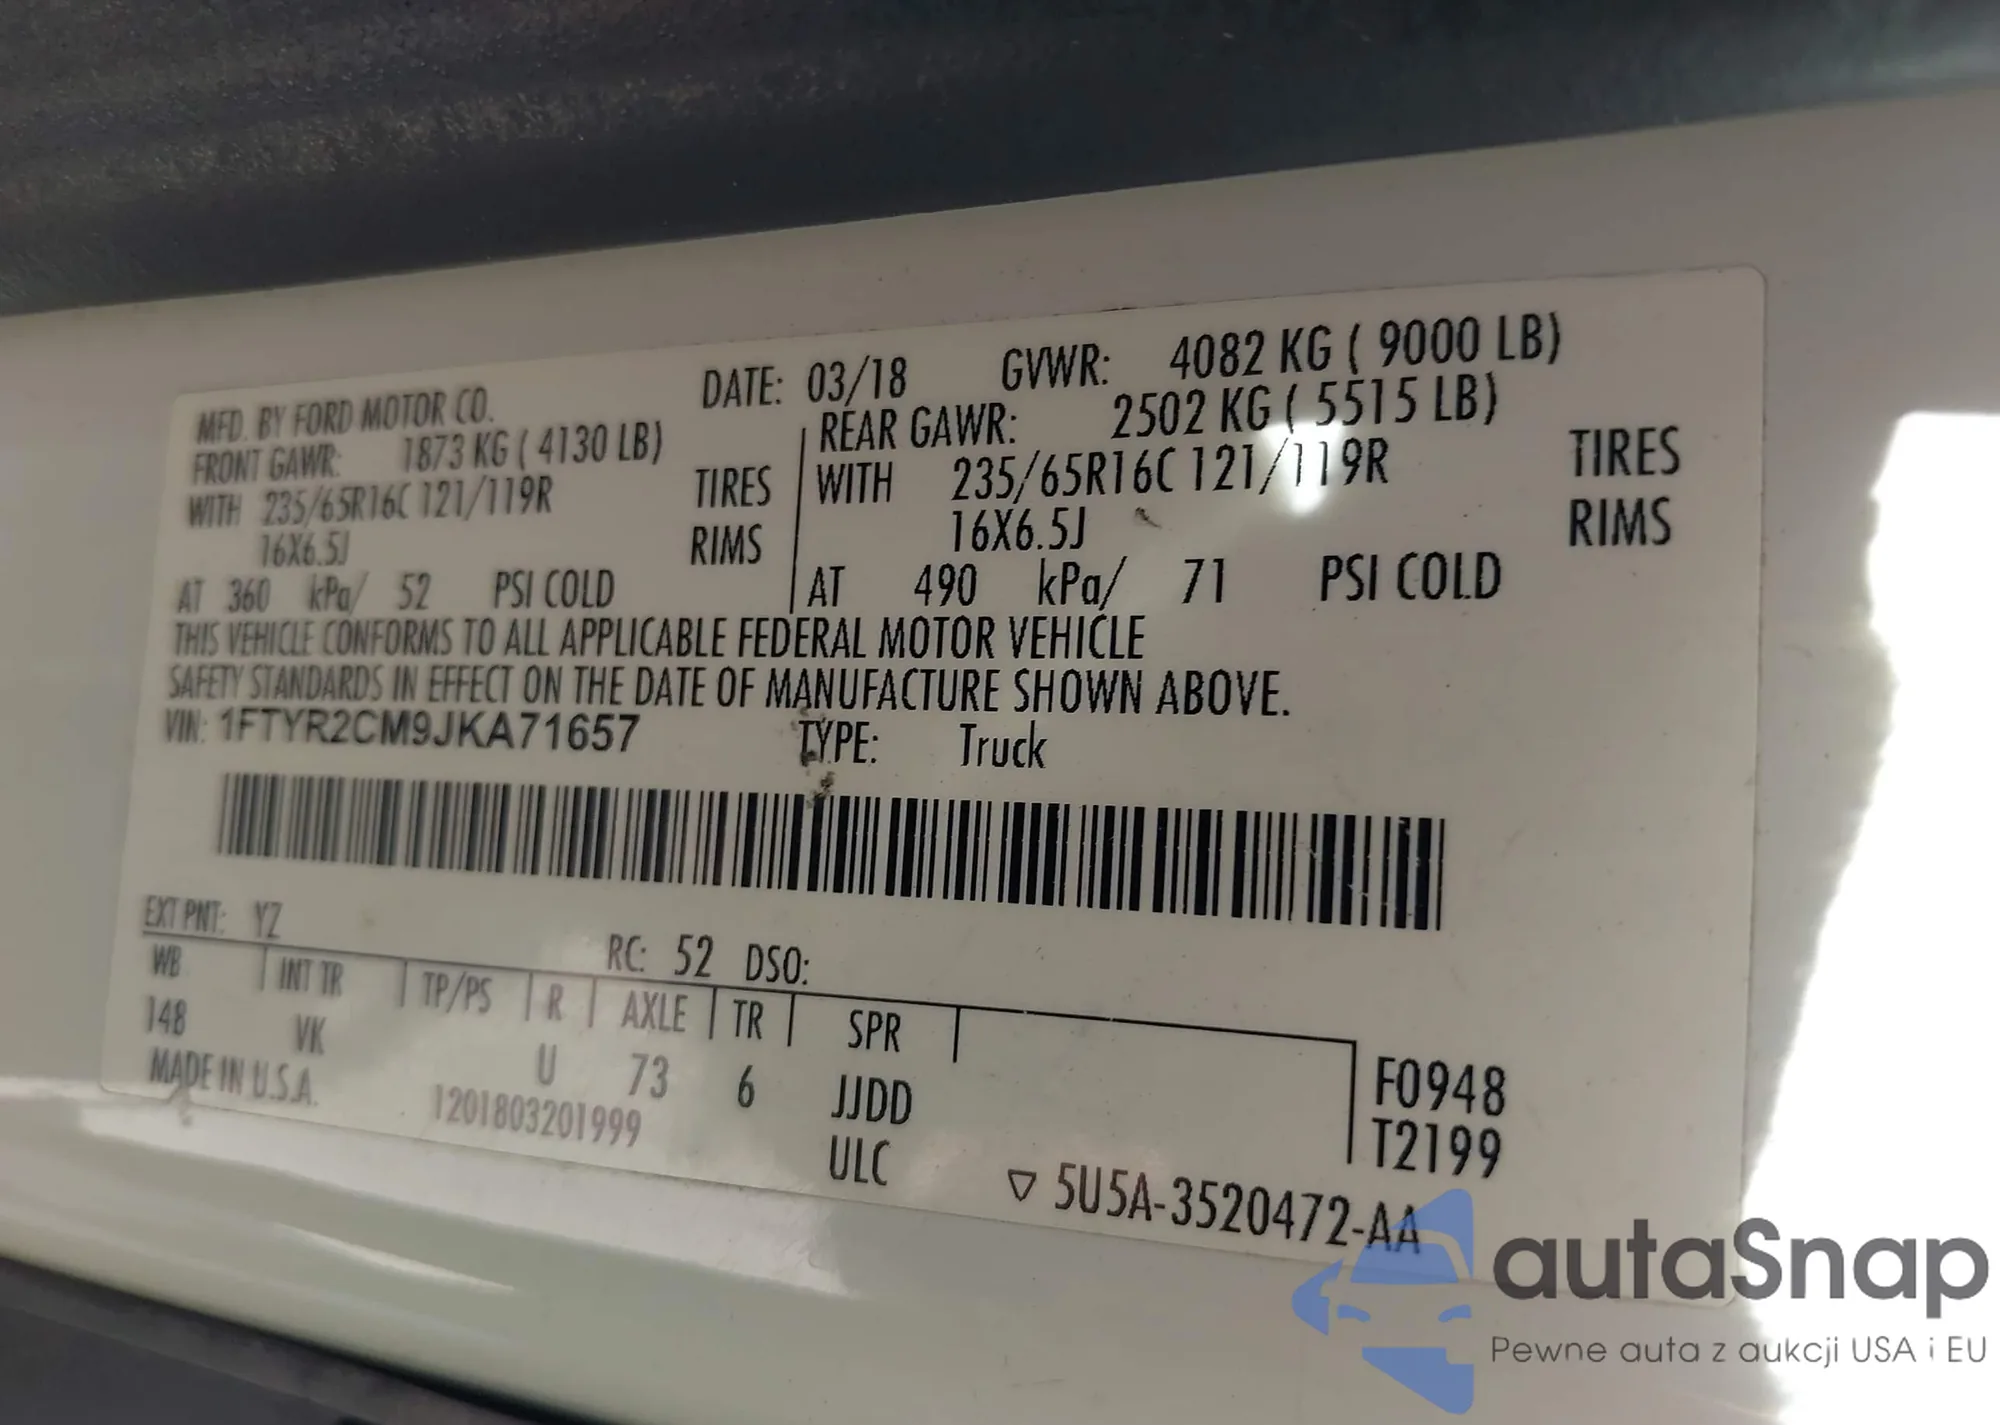 MFD. BY FORD MOTOR CO. DATE: 03/18 GVWR: 4082 KG ( 9000 LB)
FRONT GAWR: 1873 KG ( 4130 LB) REAR GAWR: 2502 KG ( 5515 LB)
WITH 235/65R16C 121/119R TIRES WITH 235/65R16C 121/119R TIRES
16X6.5J RIMS 16X6.5J RIMS
AT 360 kPa/ 52 PSI COLD AT 490 kPa/ 71 PSI COLD
THIS VEHICLE CONFORMS TO ALL APPLICABLE FEDERAL MOTOR VEHICLE
SAFETY STANDARDS IN EFFECT ON THE DATE OF MANUFACTURE SHOWN ABOVE.
VIN: 1FTYR2CM9JKA71657 TYPE: Truck
EXT PNT: YZ RC: 52 DSO:
WB INT TR TP/PS R AXLE TR SPR
148 VK U 73 6 JJDD F0948
MADE IN U.S.A. 1201803201999 ULC T2199
5U5A-3520472-AA
autaSnap
Pewne auta z aukcji USA i EU